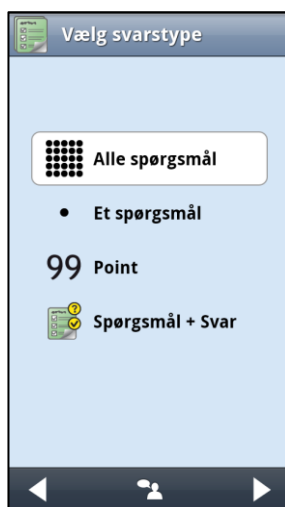 Vælg svarstype
Alle spørgsmål
Et spørgsmål
99 Point
Spørgsmål + Svar